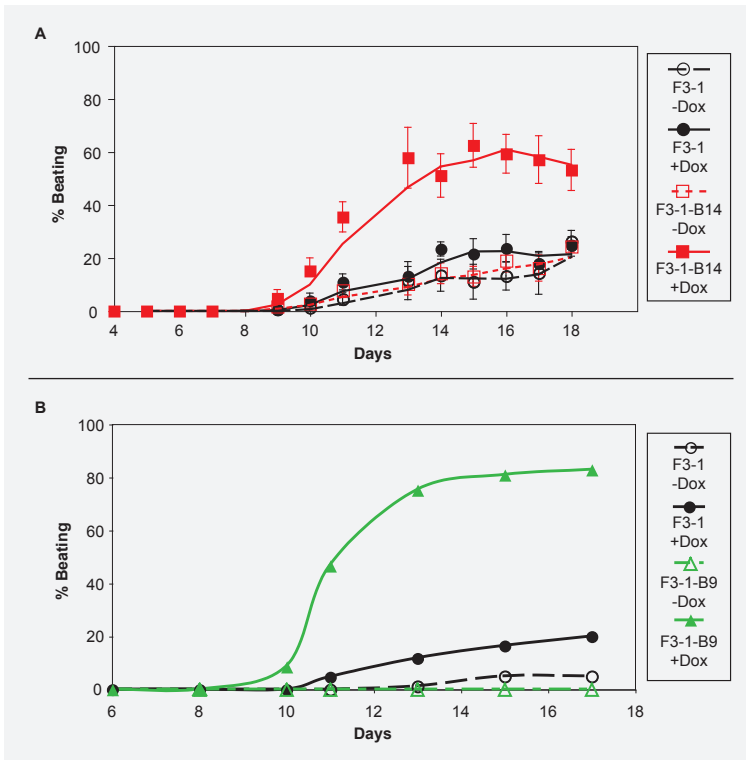 A
100
80
60
40
20
0
% Beating
4
6
8
10
12
14
16
18
Days
F3-1
-Dox
F3-1
+Dox
F3-1-B14
-Dox
F3-1-B14
+Dox
B
100
80
60
40
20
0
% Beating
6
8
10
12
14
16
18
Days
F3-1
-Dox
F3-1
+Dox
F3-1-B9
-Dox
F3-1-B9
+Dox